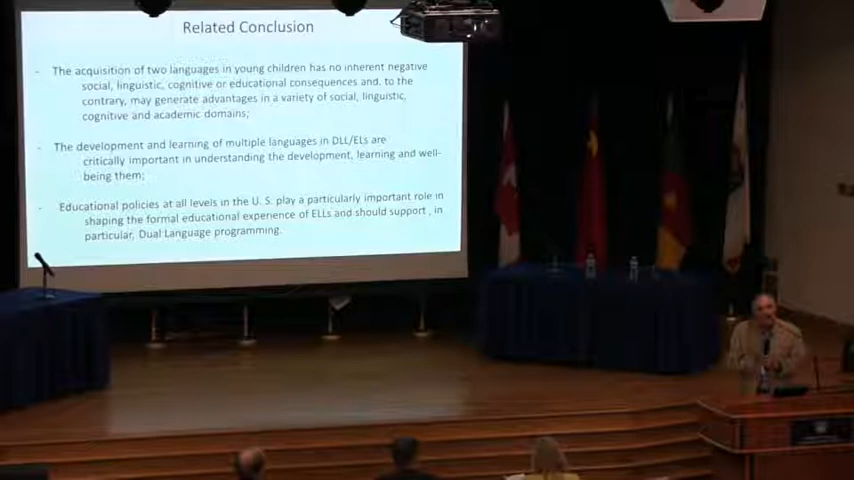 Related Conclusion
- The acquisition of two languages in young children has no inherent negative
social, linguistic, cognitive or educational consequences and. to the
contrary, may generate advantages in a variety of social, linguistic,
cognitive and academic domains;
- The development and learning of multiple languages in DLL/ELs are
critically important in understanding the development, learning and well-
being them;
- Educational policies at all levels in the U. S. play a particularly important role in
shaping the formal educational experience of ELLs and should support , in
particular, Dual Language programming.